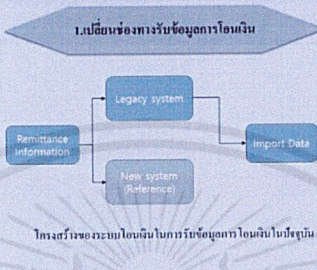 1.เปลี่ยนช่องทางรับข้อมูลการโอนเงิน
Legacy system
Remittance
Information
Import Data
New system
(Reference)
โครงสร้างของระบบโอนเงินในการรับข้อมูลการโอนเงินในปัจจุบัน